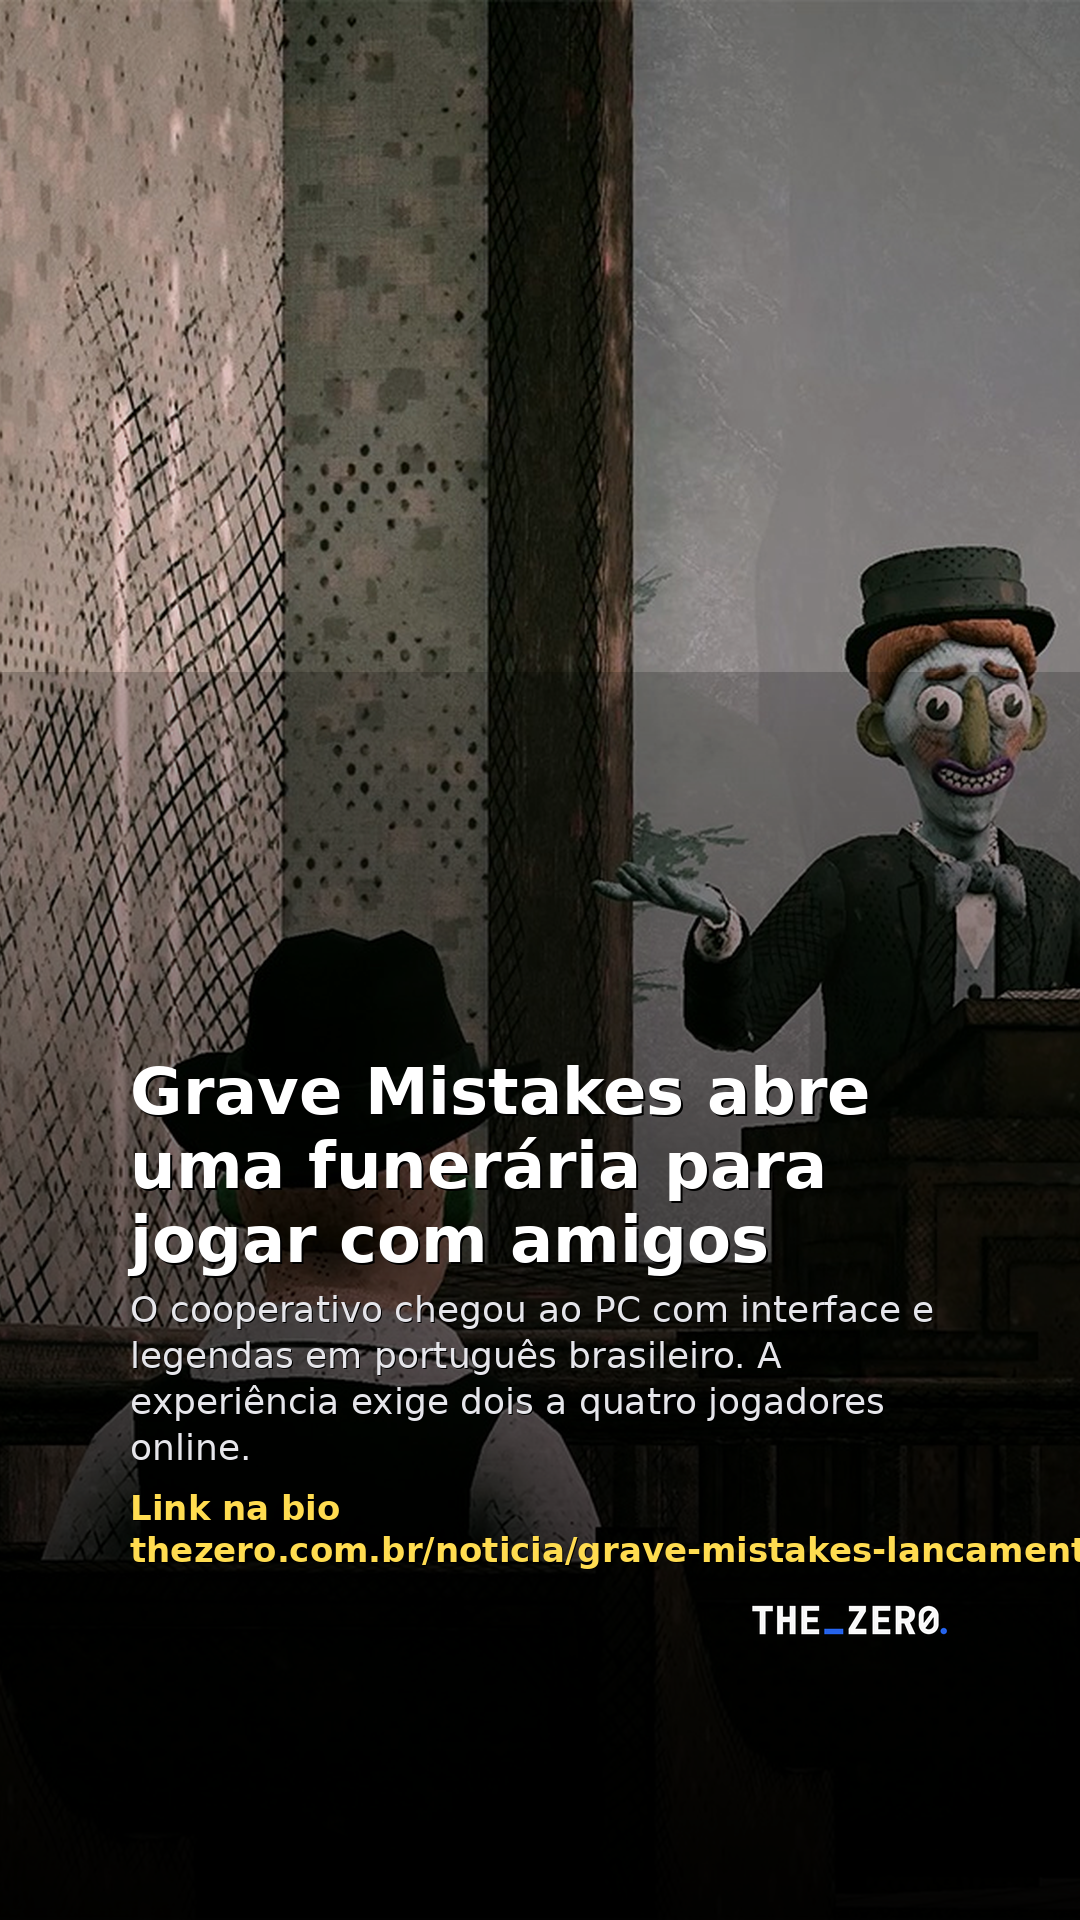 Grave Mistakes abre
uma funerária para
jogar com amigos
O cooperativo chegou ao PC com interface e
legendas em português brasileiro. A
experiência exige dois a quatro jogadores
online.
Link na bio
thezero.com.br/noticia/grave-mistakes-lancament
THE_ZERO.